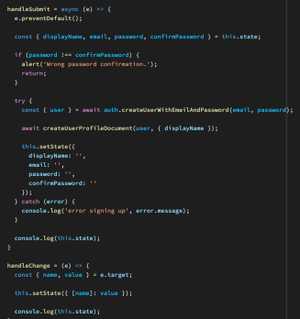 handleSubmit = async (e) => {
e.preventDefault();
const { displayName, email, password, confirmPassword } = this.state;
if (password !== confirmPassword) {
alert('Wrong password confirmation.');
return;
}
try {
const { user } = await auth.createUserWithEmailAndPassword(email, password);
await createUserProfileDocument(user, { displayName });
this.setState({
displayName: '',
email: '',
password: '',
confirmPassword: ''
});
} catch (error) {
console.log('error signing up', error.message);
}
console.log(this.state);
}
handleChange = (e) => {
const { name, value } = e.target;
this.setState({ [name]: value });
console.log(this.state);